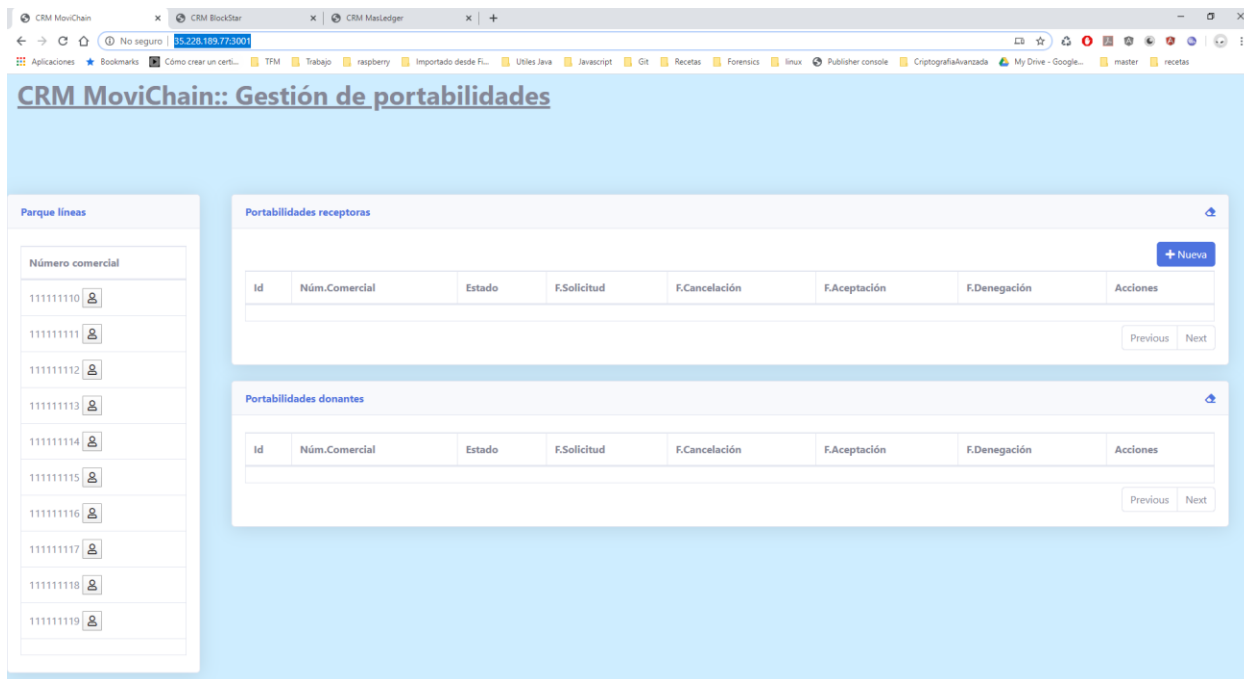 CRM MoviChain
CRM BlockStar
CRM MasLedger
No seguro | 35.228.189.77:3001
Aplicaciones Bookmarks Cómo crear un certi... TFM Trabajo raspberry Importado desde Fi... Utiles Java Javascript Git Recetas Forensics linux Publisher console CriptografiaAvanzada My Drive - Google... master recetas
CRM MoviChain:: Gestión de portabilidades
Parque líneas
Número comercial
111111110
111111111
111111112
111111113
111111114
111111115
111111116
111111117
111111118
111111119
Portabilidades receptoras
+ Nueva
Id Núm.Comercial Estado F.Solicitud F.Cancelación F.Aceptación F.Denegación Acciones
Previous Next
Portabilidades donantes
Id Núm.Comercial Estado F.Solicitud F.Cancelación F.Aceptación F.Denegación Acciones
Previous Next